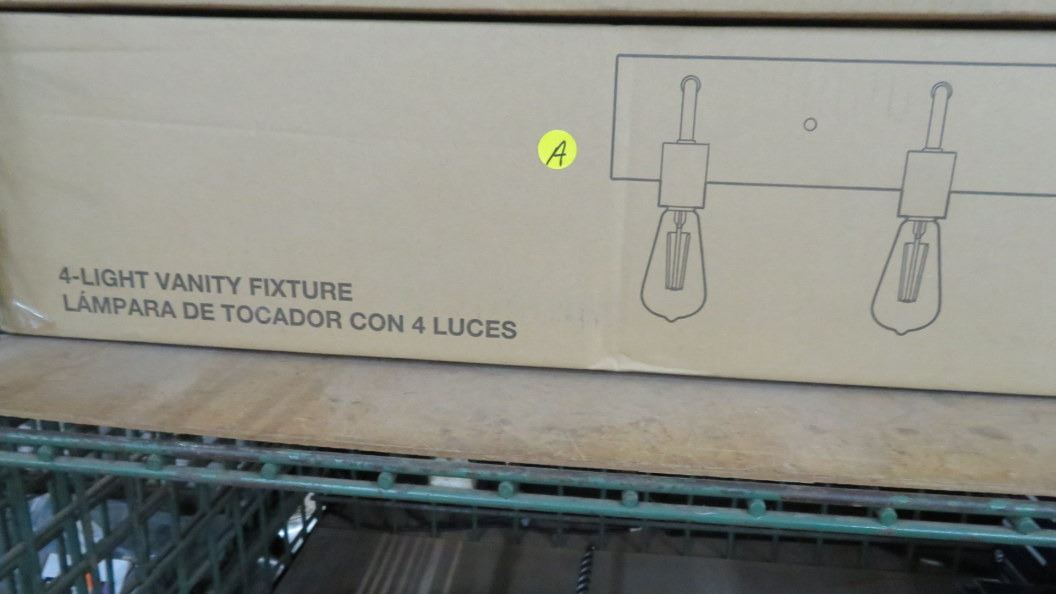 A
4-LIGHT VANITY FIXTURE
LÁMPARA DE TOCADOR CON 4 LUCES